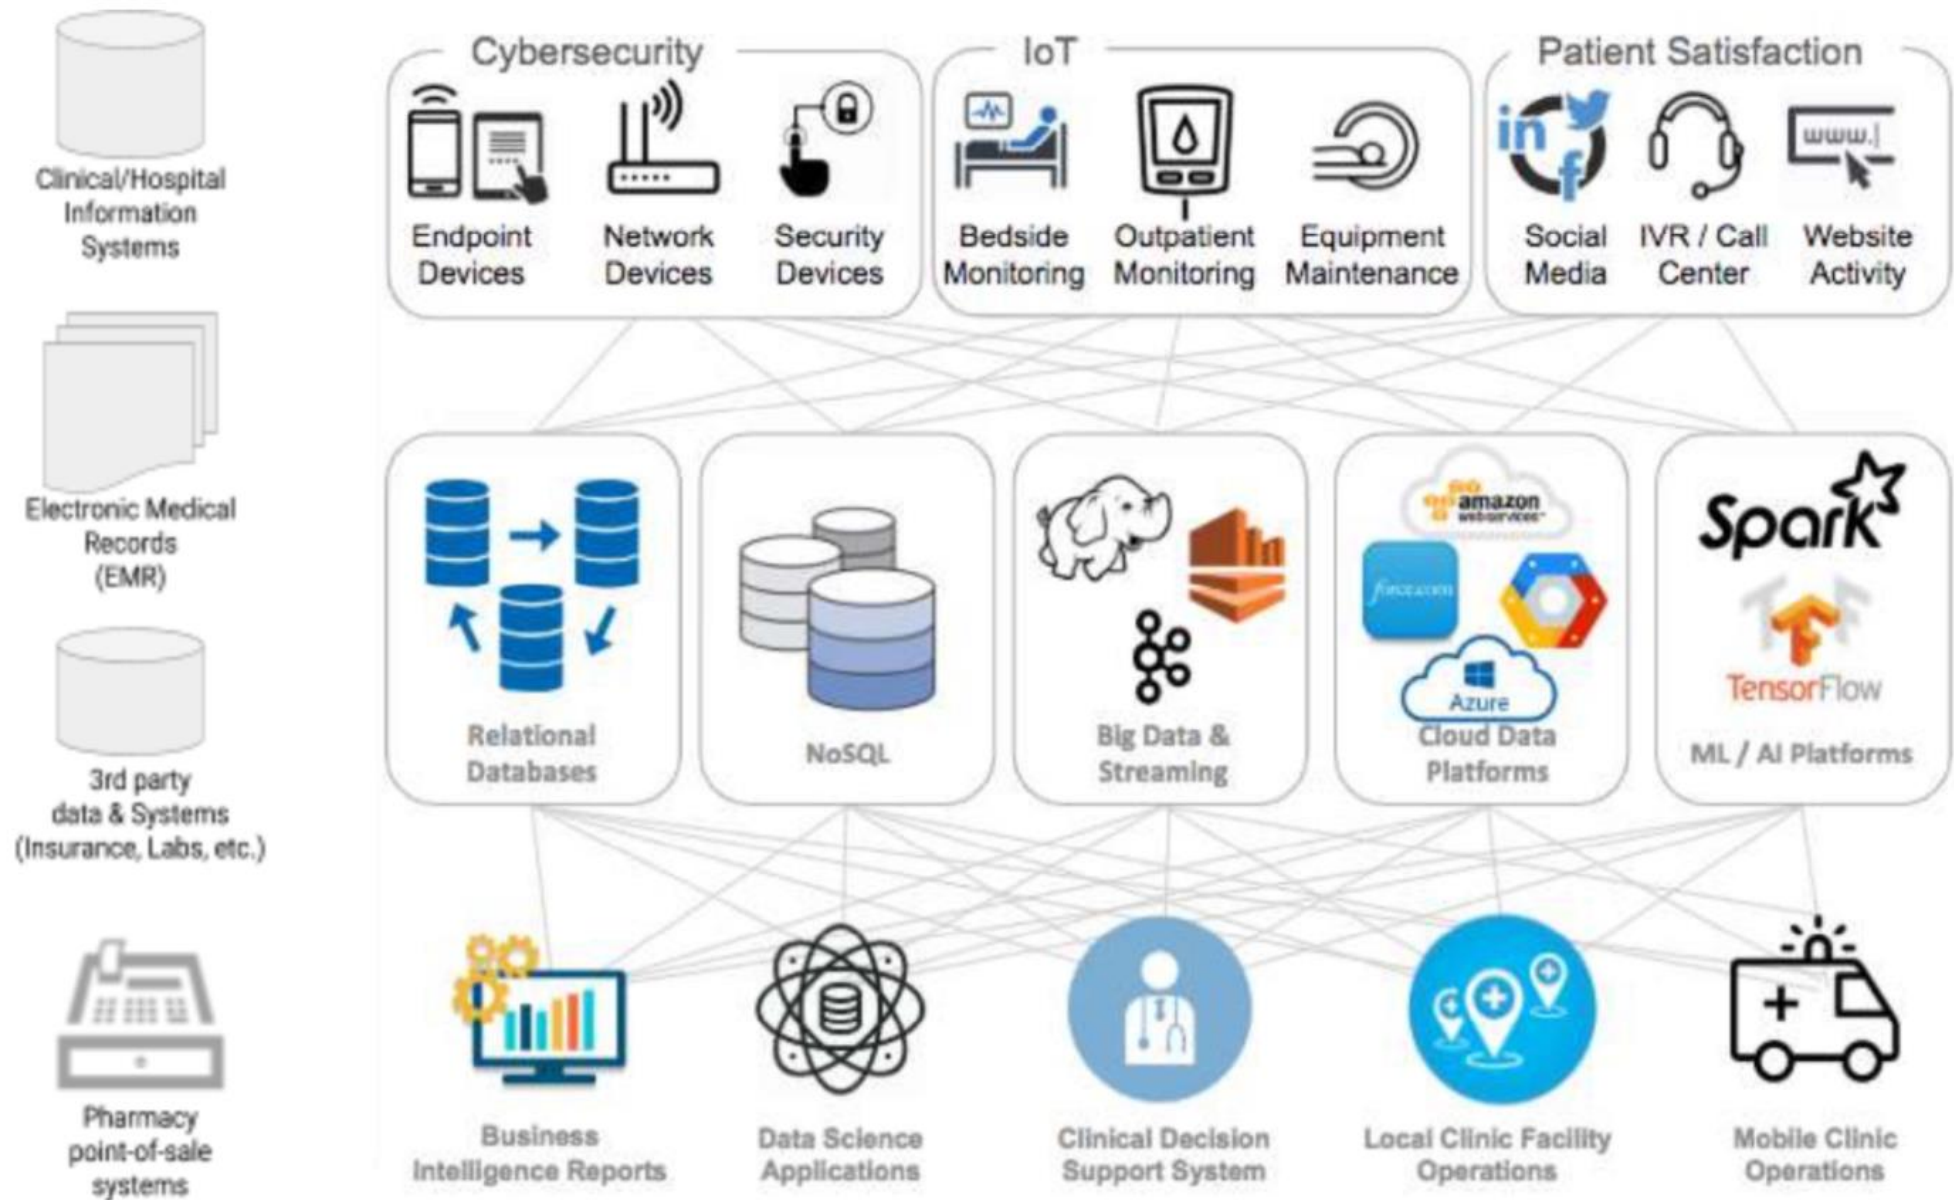 Clinical/Hospital
Information
Systems
Electronic Medical
Records
(EMR)
3rd party
data & Systems
(Insurance, Labs, etc.)
Pharmacy
point-of-sale
systems
Cybersecurity
Endpoint
Devices
Network
Devices
Security
Devices
IoT
Bedside
Monitoring
Outpatient
Monitoring
Equipment
Maintenance
Patient Satisfaction
in
f
www.
Social
Media
IVR / Call
Center
Website
Activity
Relational
Databases
NoSQL
Big Data &
Streaming
amazon
webservices™
force.com
Azure
Cloud Data
Platforms
Spark
TensorFlow
ML / AI Platforms
Business
Intelligence Reports
Data Science
Applications
Clinical Decision
Support System
Local Clinic Facility
Operations
Mobile Clinic
Operations